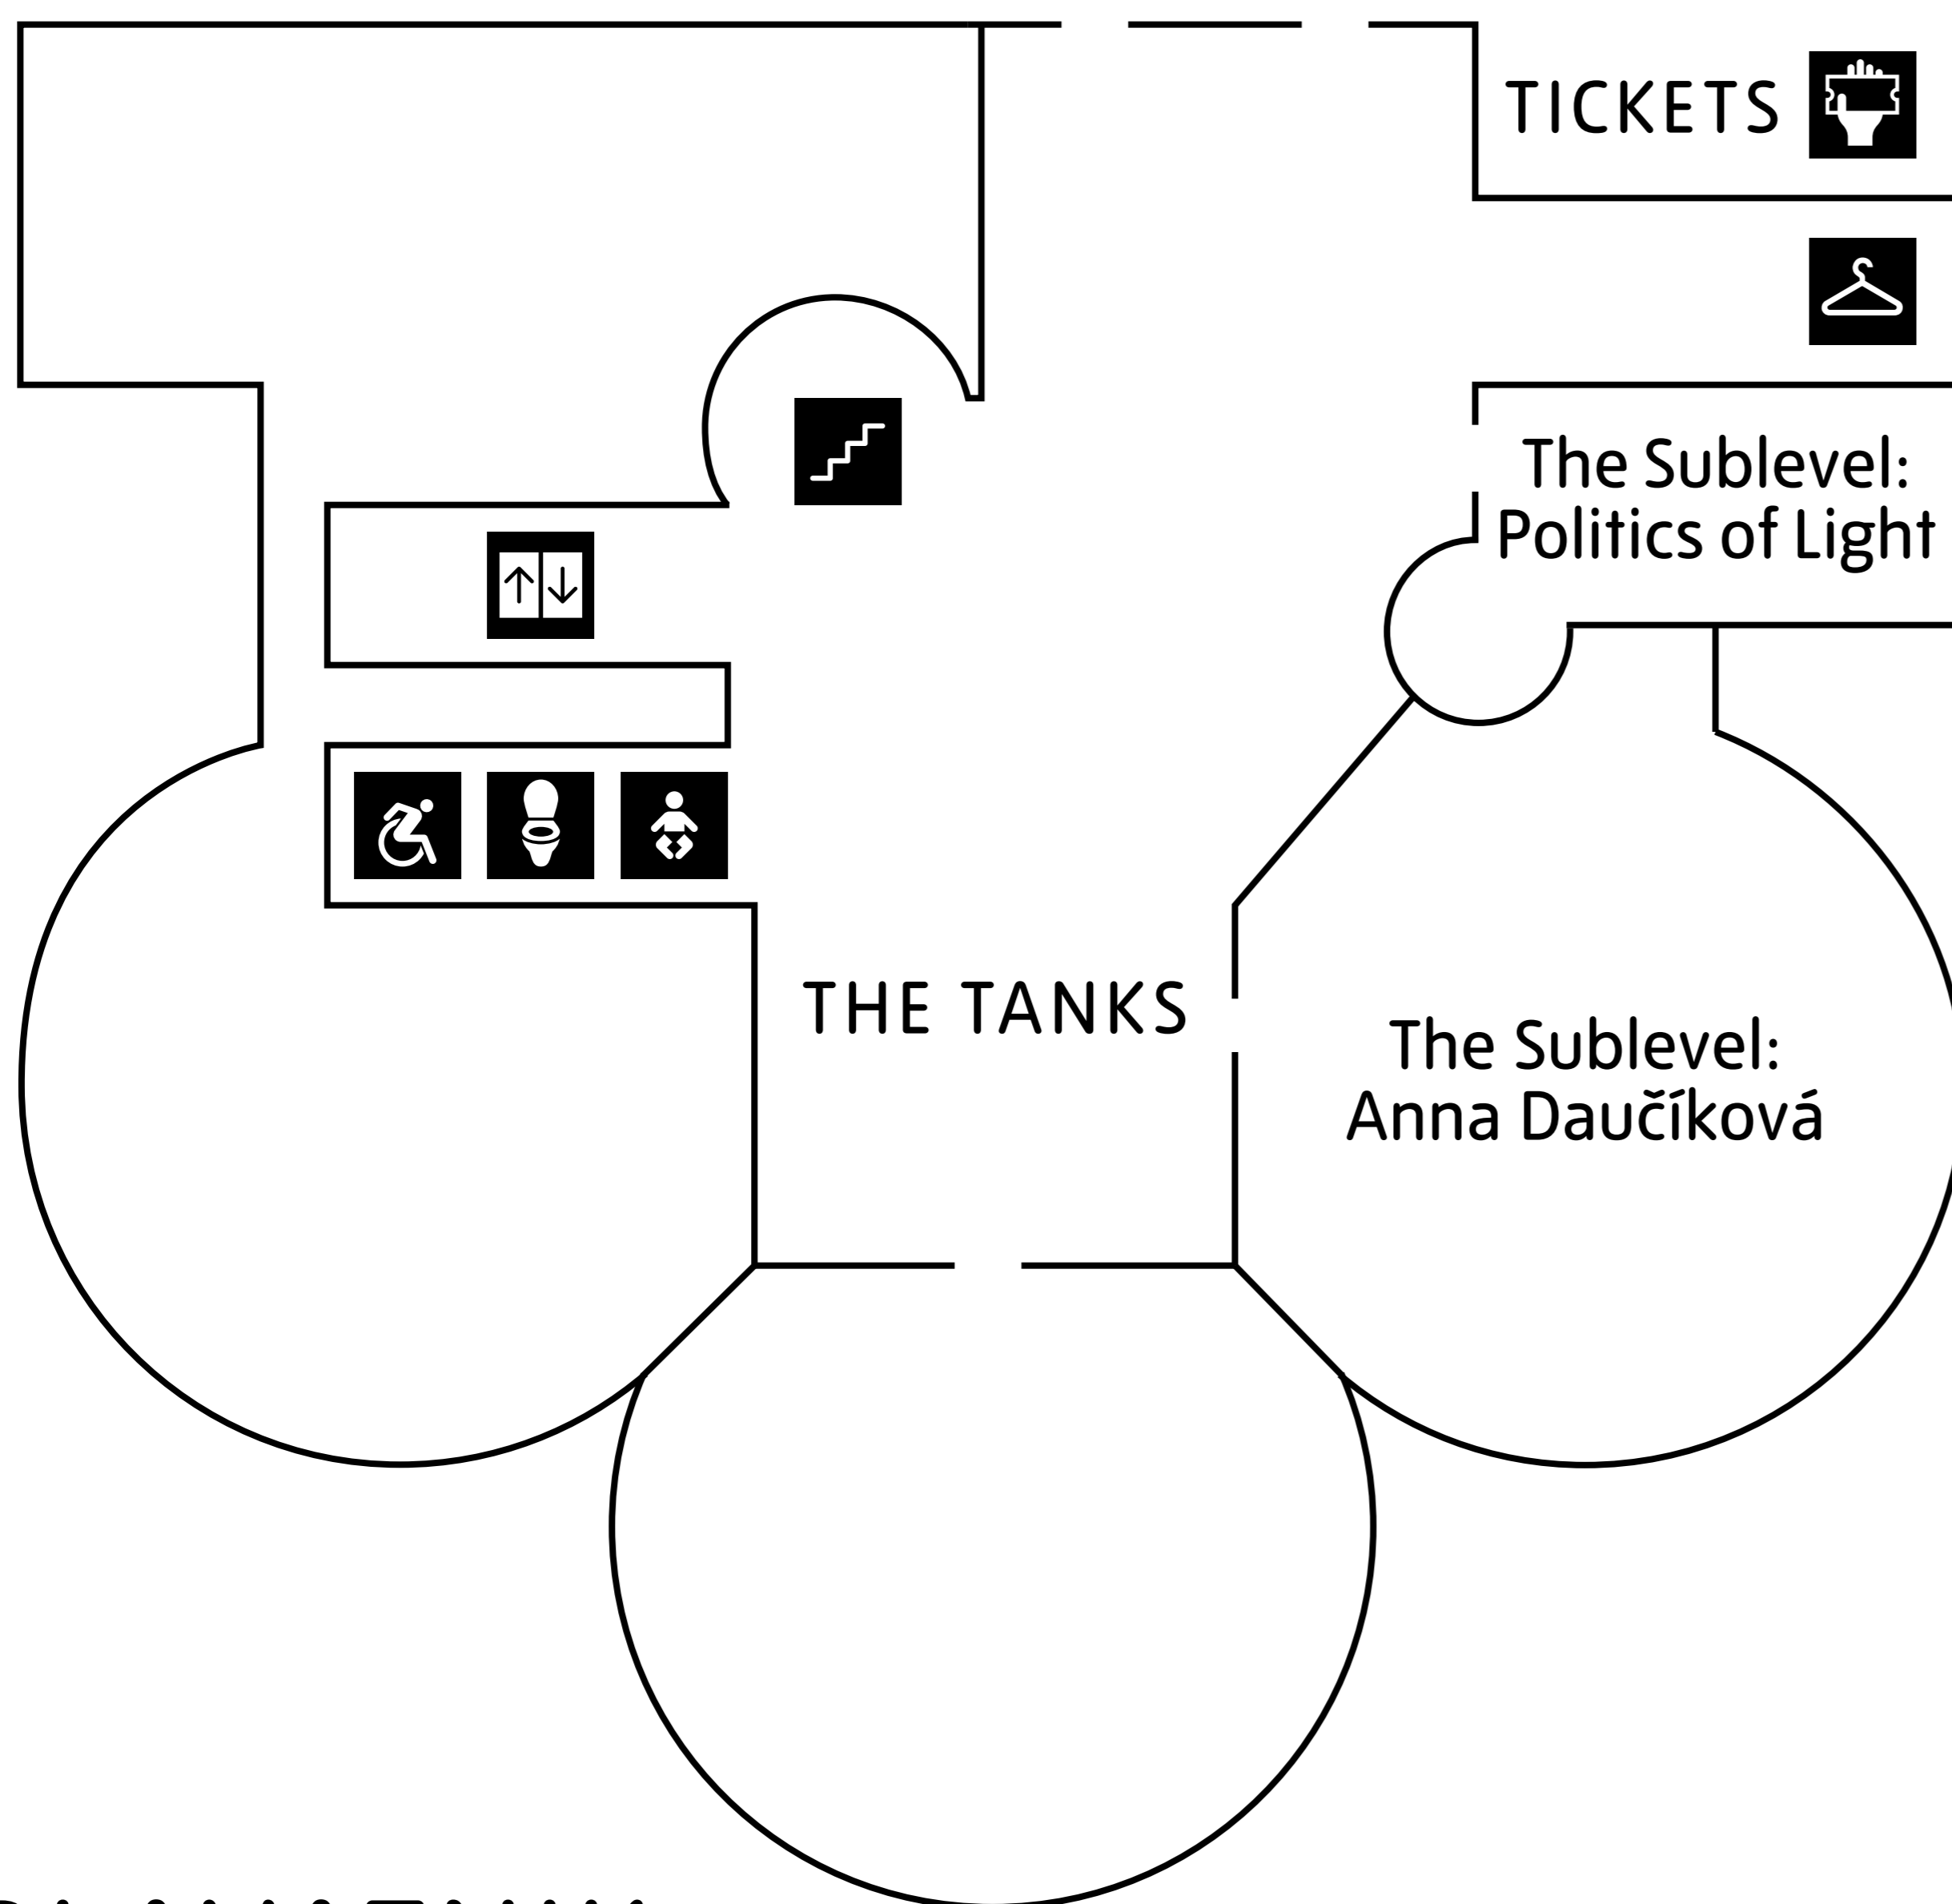 TICKETS
The Sublevel:
Politics of Light
THE TANKS
The Sublevel:
Anna Daučíková